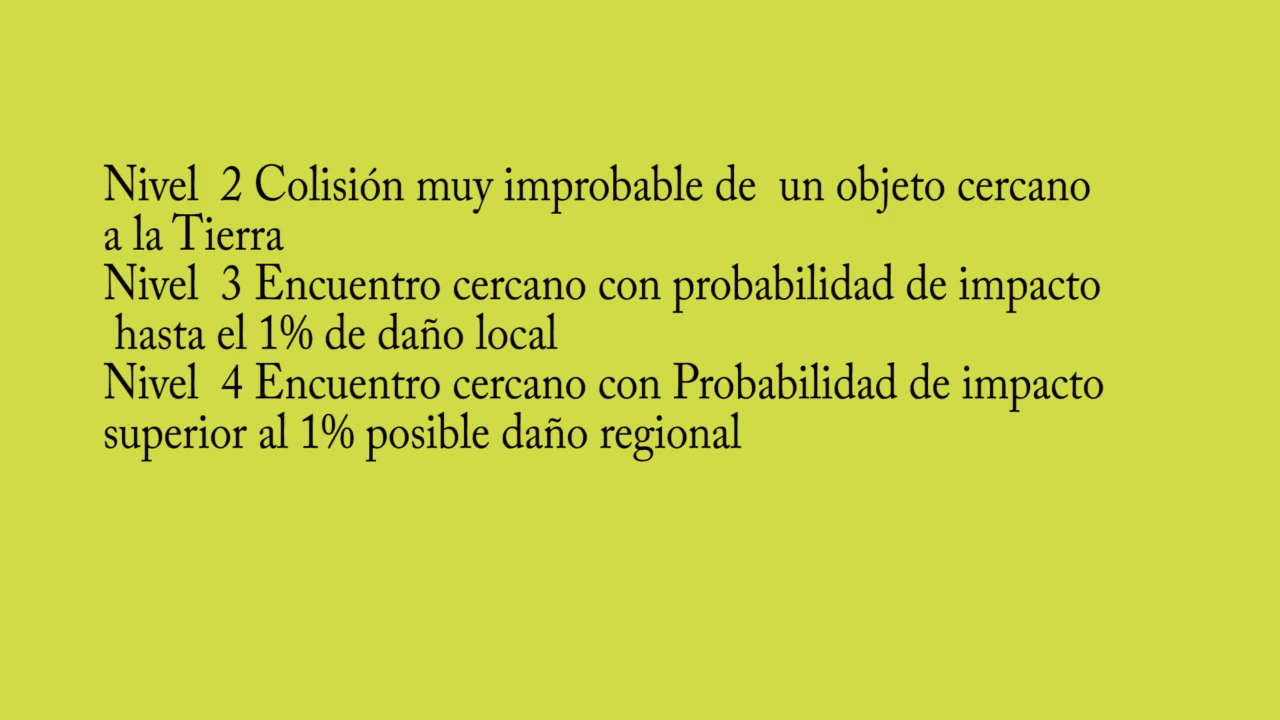 Nivel  2 Colisión muy improbable de  un objeto cercano
a la Tierra
Nivel  3 Encuentro cercano con probabilidad de impacto
hasta el 1% de daño local
Nivel  4 Encuentro cercano con Probabilidad de impacto
superior al 1% posible daño regional